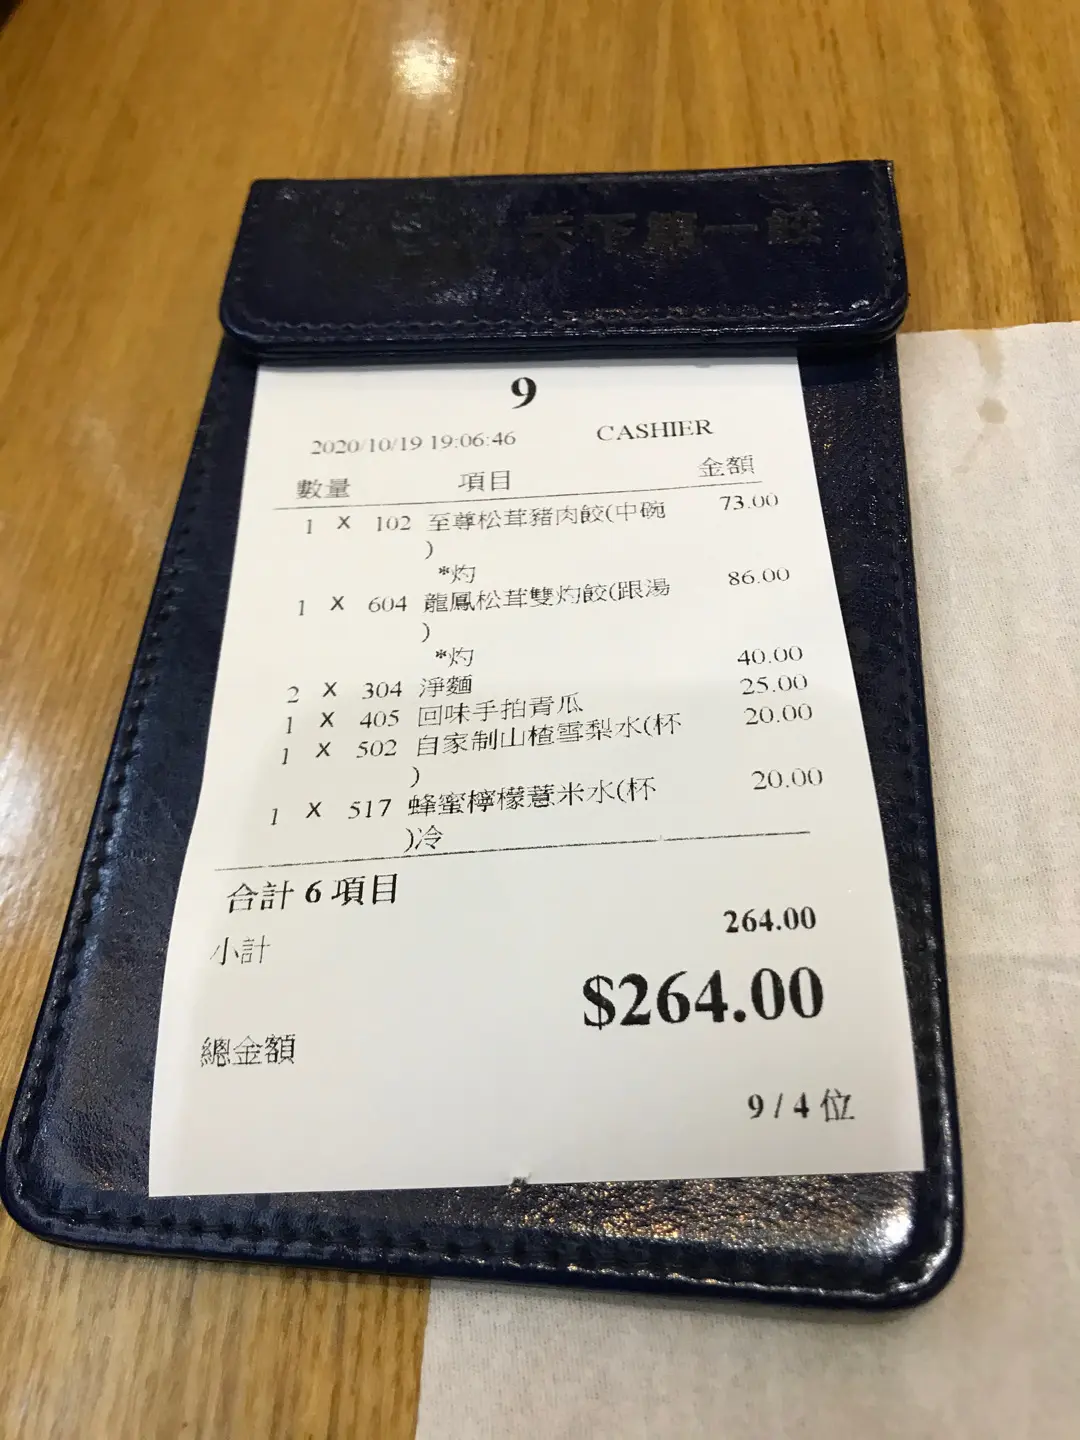 天下第一餃
9
2020/10/19 19:06:46 CASHIER
數量 項目 金額
1 X 102 至尊松茸豬肉餃(中碗 73.00
)
*灼
1 X 604 龍鳳松茸雙灼餃(跟湯 86.00
)
*灼
2 X 304 淨麵 40.00
1 X 405 回味手拍青瓜 25.00
1 X 502 自家制山楂雪梨水(杯 20.00
)
1 X 517 蜂蜜檸檬薏米水(杯 20.00
)冷
合計 6 項目
小計 264.00
總金額 $264.00
9 / 4 位